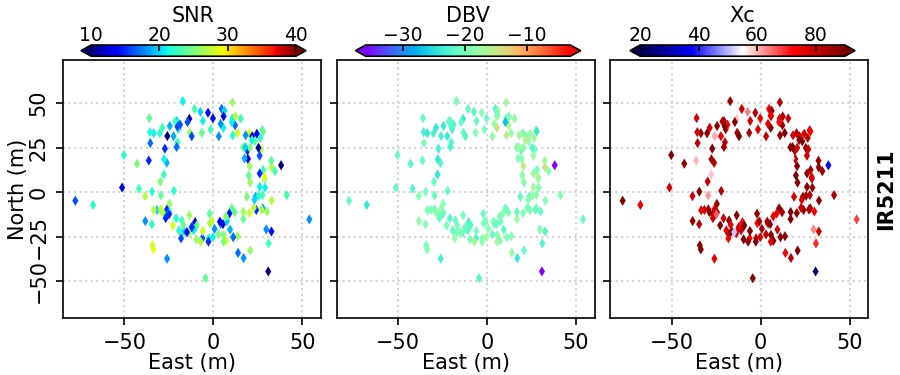 SNR DBV Xc
10 20 30 40 −30 −20 −10 20 40 60 80
50
25
0
−25
−50
North (m)
IR5211
−50 0 50 −50 0 50 −50 0 50
East (m) East (m) East (m)